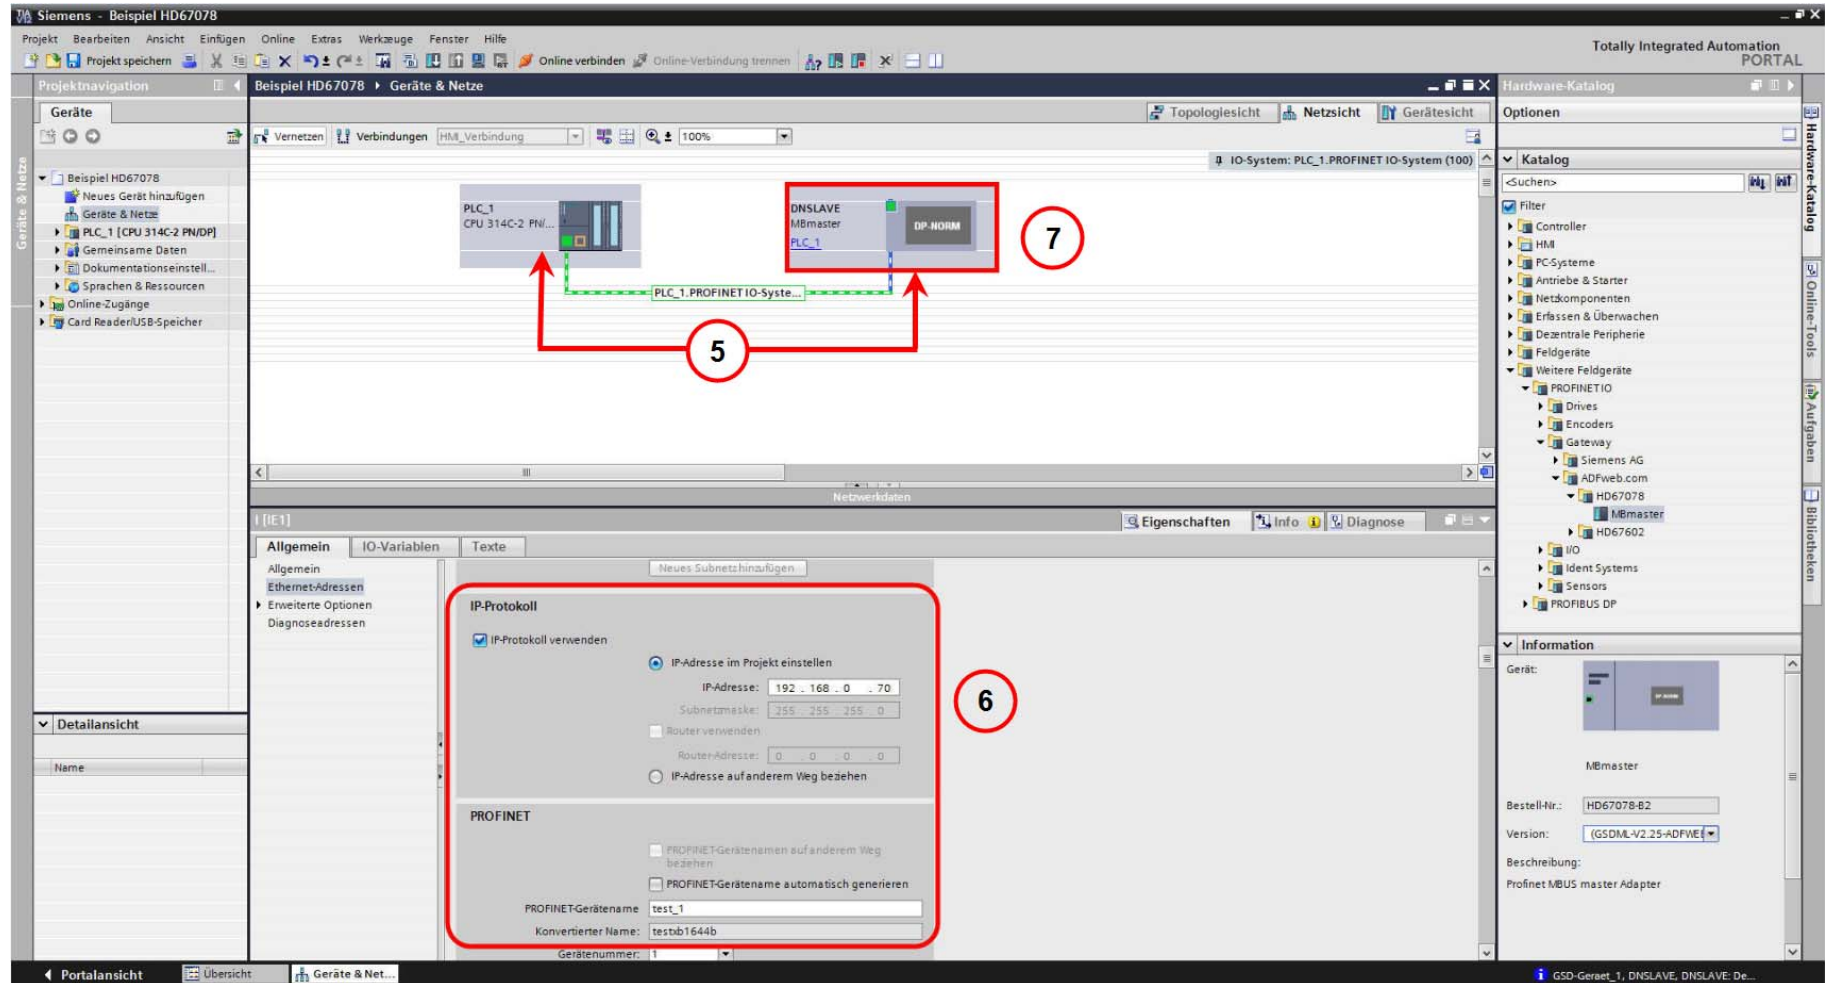 Siemens - Beispiel HD67078
Projekt Bearbeiten Ansicht Einfügen Online Extras Werkzeuge Fenster Hilfe
Totally Integrated Automation
PORTAL
Projekt speichern
Online verbinden
Online-Verbindung trennen
Projektnavigation
Beispiel HD67078 Geräte & Netze
Hardware-Katalog
Geräte
Topologiesicht Netzsicht Gerätesicht
Optionen
Vernetzen Verbindungen HMI_Verbindung 100%
IO-System: PLC_1.PROFINET IO-System (100)
Geräte & Netze
Beispiel HD67078
Neues Gerät hinzufügen
Geräte & Netze
PLC_1 [CPU 314C-2 PN/DP]
Gemeinsame Daten
Dokumentationseinstell...
Sprachen & Ressourcen
Online-Zugänge
Card Reader/USB-Speicher
PLC_1
CPU 314C-2 PN/...
DNSLAVE
MBmaster
PLC_1
DP-NORM
7
PLC_1.PROFINET IO-Syste...
5
Katalog
<Suchen>
Filter
Controller
HMI
PC-Systeme
Antriebe & Starter
Netzkomponenten
Erfassen & Überwachen
Dezentrale Peripherie
Feldgeräte
Weitere Feldgeräte
PROFINET IO
Drives
Encoders
Gateway
Siemens AG
ADFweb.com
HD67078
MBmaster
HD67602
I/O
Ident Systems
Sensors
PROFIBUS DP
Hardware-Katalog
Online-Tools
Aufgaben
Bibliotheken
Netzwerkdaten
I [IE1]
Eigenschaften Info Diagnose
Allgemein IO-Variablen Texte
Allgemein
Ethernet-Adressen
Erweiterte Optionen
Diagnoseadressen
Neues Subnetz hinzufügen
IP-Protokoll
IP-Protokoll verwenden
IP-Adresse im Projekt einstellen
IP-Adresse: 192 . 168 . 0 . 70
Subnetzmaske: 255 . 255 . 255 . 0
Router verwenden
Router-Adresse: 0 . 0 . 0 . 0
IP-Adresse auf anderem Weg beziehen
6
PROFINET
PROFINET-Gerätenamen auf anderem Weg
beziehen
PROFINET-Gerätename automatisch generieren
PROFINET-Gerätename test_1
Konvertierter Name: testxb1644b
Gerätenummer: 1
Detailansicht
Name
Information
Gerät:
DP-NORM
MBmaster
Bestell-Nr.: HD67078-B2
Version: (GSDML-V2.25-ADFWE
Beschreibung:
Profinet MBUS master Adapter
Portalansicht Übersicht Geräte & Net...
GSD-Geraet_1, DNSLAVE, DNSLAVE: De...